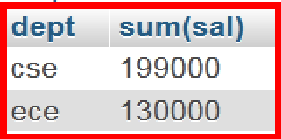 dept sum(sal)
cse 199000
ece 130000